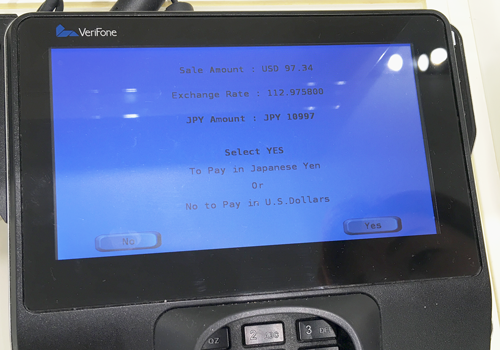 VeriFone
Sale Amount : USD 97.34
Exchange Rate : 112.975800
JPY Amount : JPY 10997
Select YES
To Pay in Japanese Yen
Or
No to Pay in U.S.Dollars
No
Yes
QZ
2
3